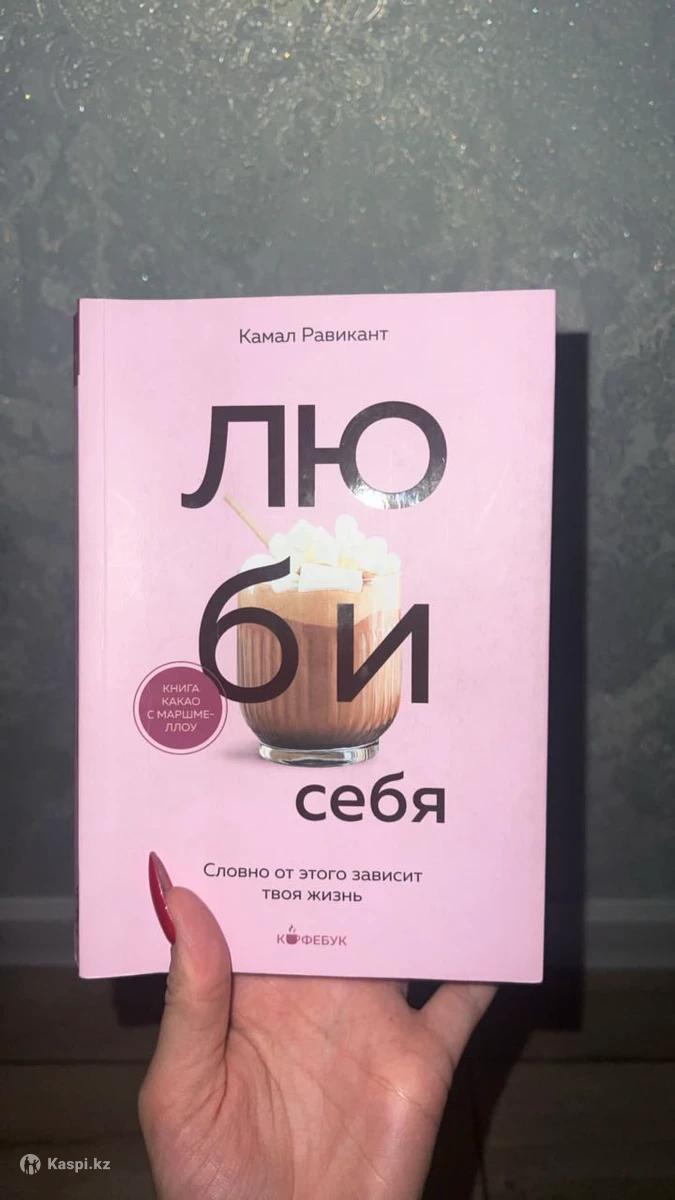 Камал Равикант
ЛЮ
БИ
КНИГА
КАКАО
С МАРШМЕ-
ЛЛОУ
себя
Словно от этого зависит
твоя жизнь
КОФЕБУК
Kaspi.kz